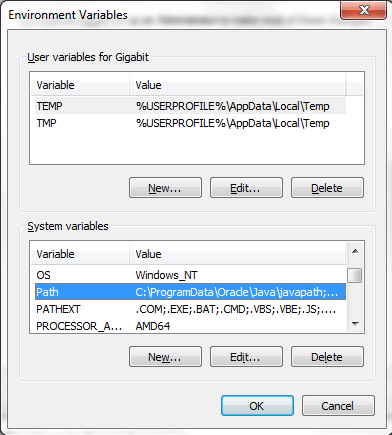 Environment Variables
User variables for Gigabit
Variable Value
TEMP %USERPROFILE%\AppData\Local\Temp
TMP %USERPROFILE%\AppData\Local\Temp
New... Edit... Delete
System variables
Variable Value
OS Windows_NT
Path C:\ProgramData\Oracle\Java\javapath;...
PATHEXT .COM;.EXE;.BAT;.CMD;.VBS;.VBE;.JS;....
PROCESSOR_A... AMD64
New... Edit... Delete
OK Cancel